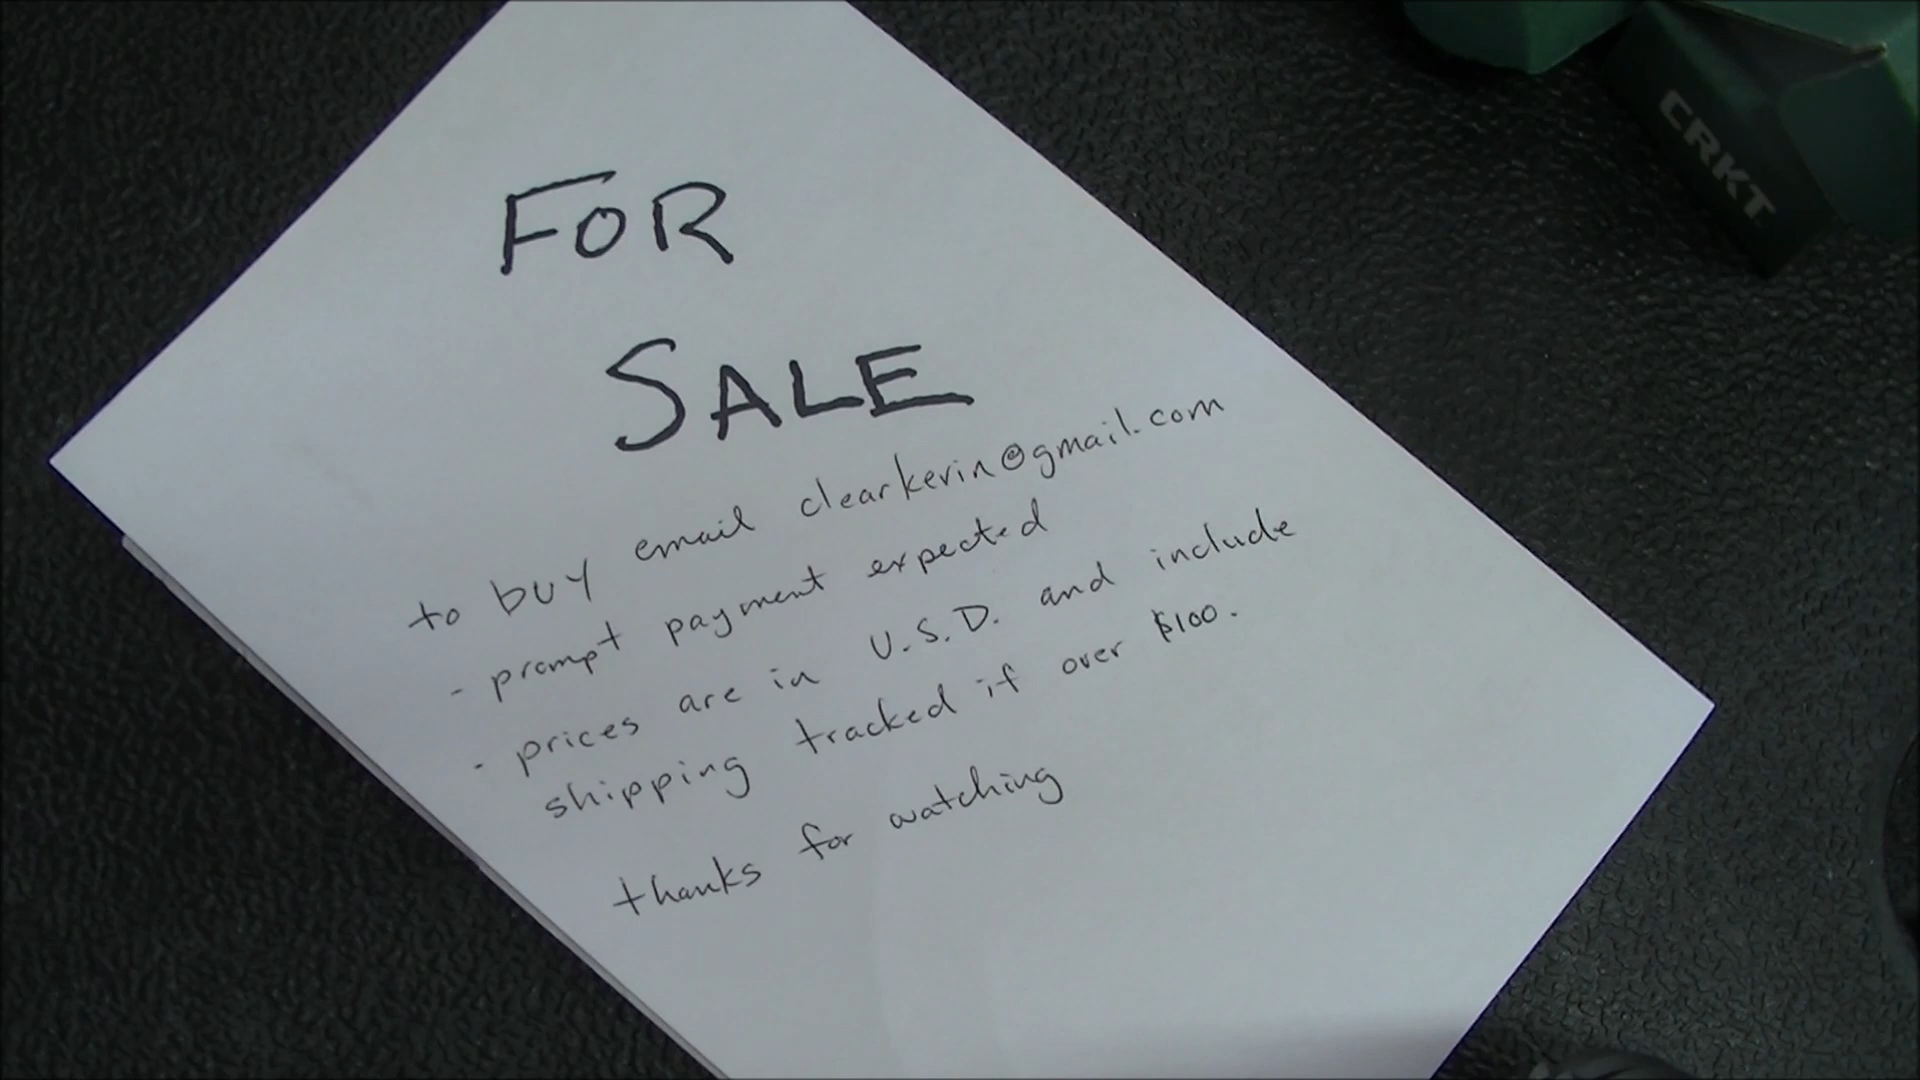 FOR
SALE
to buy email clearkevin@gmail.com
- prompt payment expected
- prices are in U.S.D. and include
shipping tracked if over $100.
thanks for watching
CRKT